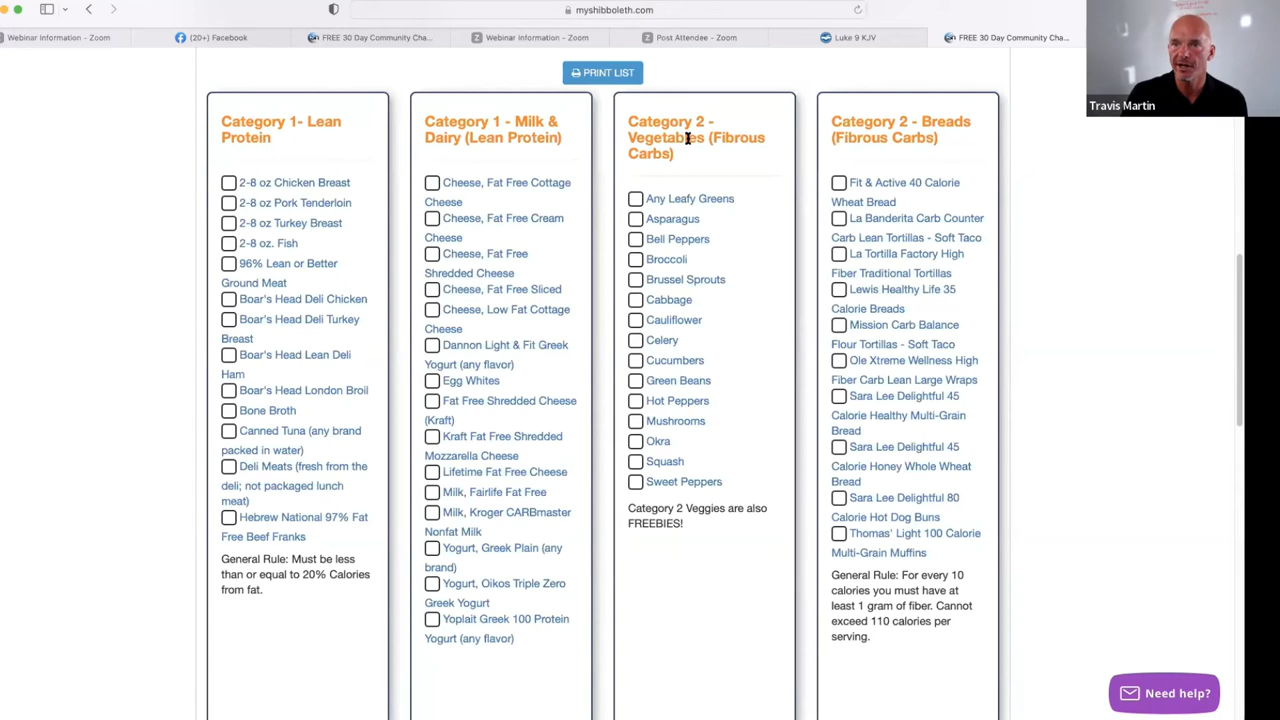 myshibboleth.com
Webinar Information - Zoom
(20+) Facebook
FREE 30 Day Community Cha...
Webinar Information - Zoom
Post Attendee - Zoom
Luke 9 KJV
FREE 30 Day Community Cha...
Travis Martin
PRINT LIST
Category 1- Lean
Protein
2-8 oz Chicken Breast
2-8 oz Pork Tenderloin
2-8 oz Turkey Breast
2-8 oz. Fish
96% Lean or Better
Ground Meat
Boar's Head Deli Chicken
Boar's Head Deli Turkey
Breast
Boar's Head Lean Deli
Ham
Boar's Head London Broil
Bone Broth
Canned Tuna (any brand
packed in water)
Deli Meats (fresh from the
deli; not packaged lunch
meat)
Hebrew National 97% Fat
Free Beef Franks
General Rule: Must be less
than or equal to 20% Calories
from fat.
Category 1 - Milk &
Dairy (Lean Protein)
Cheese, Fat Free Cottage
Cheese
Cheese, Fat Free Cream
Cheese
Cheese, Fat Free
Shredded Cheese
Cheese, Fat Free Sliced
Cheese, Low Fat Cottage
Cheese
Dannon Light & Fit Greek
Yogurt (any flavor)
Egg Whites
Fat Free Shredded Cheese
(Kraft)
Kraft Fat Free Shredded
Mozzarella Cheese
Lifetime Fat Free Cheese
Milk, Fairlife Fat Free
Milk, Kroger CARBmaster
Nonfat Milk
Yogurt, Greek Plain (any
brand)
Yogurt, Oikos Triple Zero
Greek Yogurt
Yoplait Greek 100 Protein
Yogurt (any flavor)
Category 2 -
Vegetables (Fibrous
Carbs)
Any Leafy Greens
Asparagus
Bell Peppers
Broccoli
Brussel Sprouts
Cabbage
Cauliflower
Celery
Cucumbers
Green Beans
Hot Peppers
Mushrooms
Okra
Squash
Sweet Peppers
Category 2 Veggies are also
FREEBIES!
Category 2 - Breads
(Fibrous Carbs)
Fit & Active 40 Calorie
Wheat Bread
La Banderita Carb Counter
Carb Lean Tortillas - Soft Taco
La Tortilla Factory High
Fiber Traditional Tortillas
Lewis Healthy Life 35
Calorie Breads
Mission Carb Balance
Flour Tortillas - Soft Taco
Ole Xtreme Wellness High
Fiber Carb Lean Large Wraps
Sara Lee Delightful 45
Calorie Healthy Multi-Grain
Bread
Sara Lee Delightful 45
Calorie Honey Whole Wheat
Bread
Sara Lee Delightful 80
Calorie Hot Dog Buns
Thomas' Light 100 Calorie
Multi-Grain Muffins
General Rule: For every 10
calories you must have at
least 1 gram of fiber. Cannot
exceed 110 calories per
serving.
Need help?